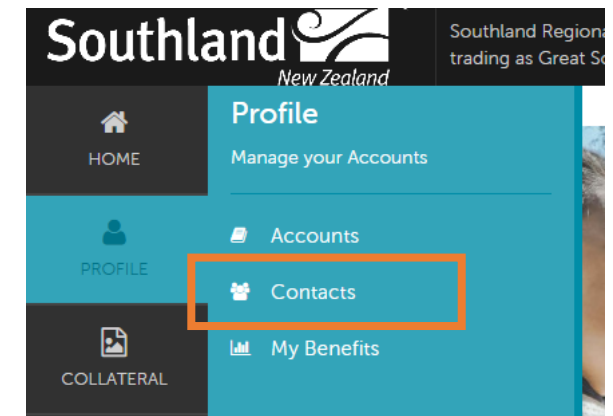 Southland
New Zealand
Southland Regiona
trading as Great So
HOME
PROFILE
COLLATERAL
Profile
Manage your Accounts
Accounts
Contacts
My Benefits